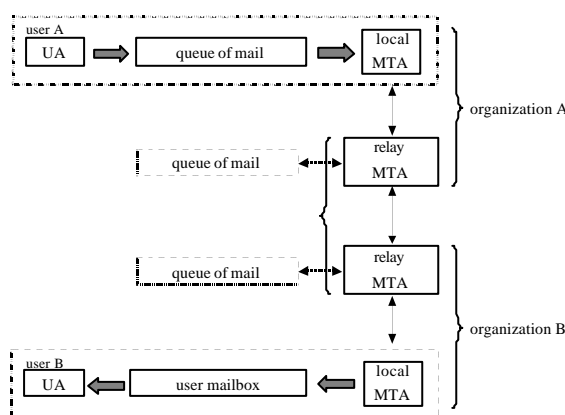 user A
UA
queue of mail
local
MTA
organization A
relay
MTA
queue of mail
relay
MTA
queue of mail
organization B
user B
UA
user mailbox
local
MTA